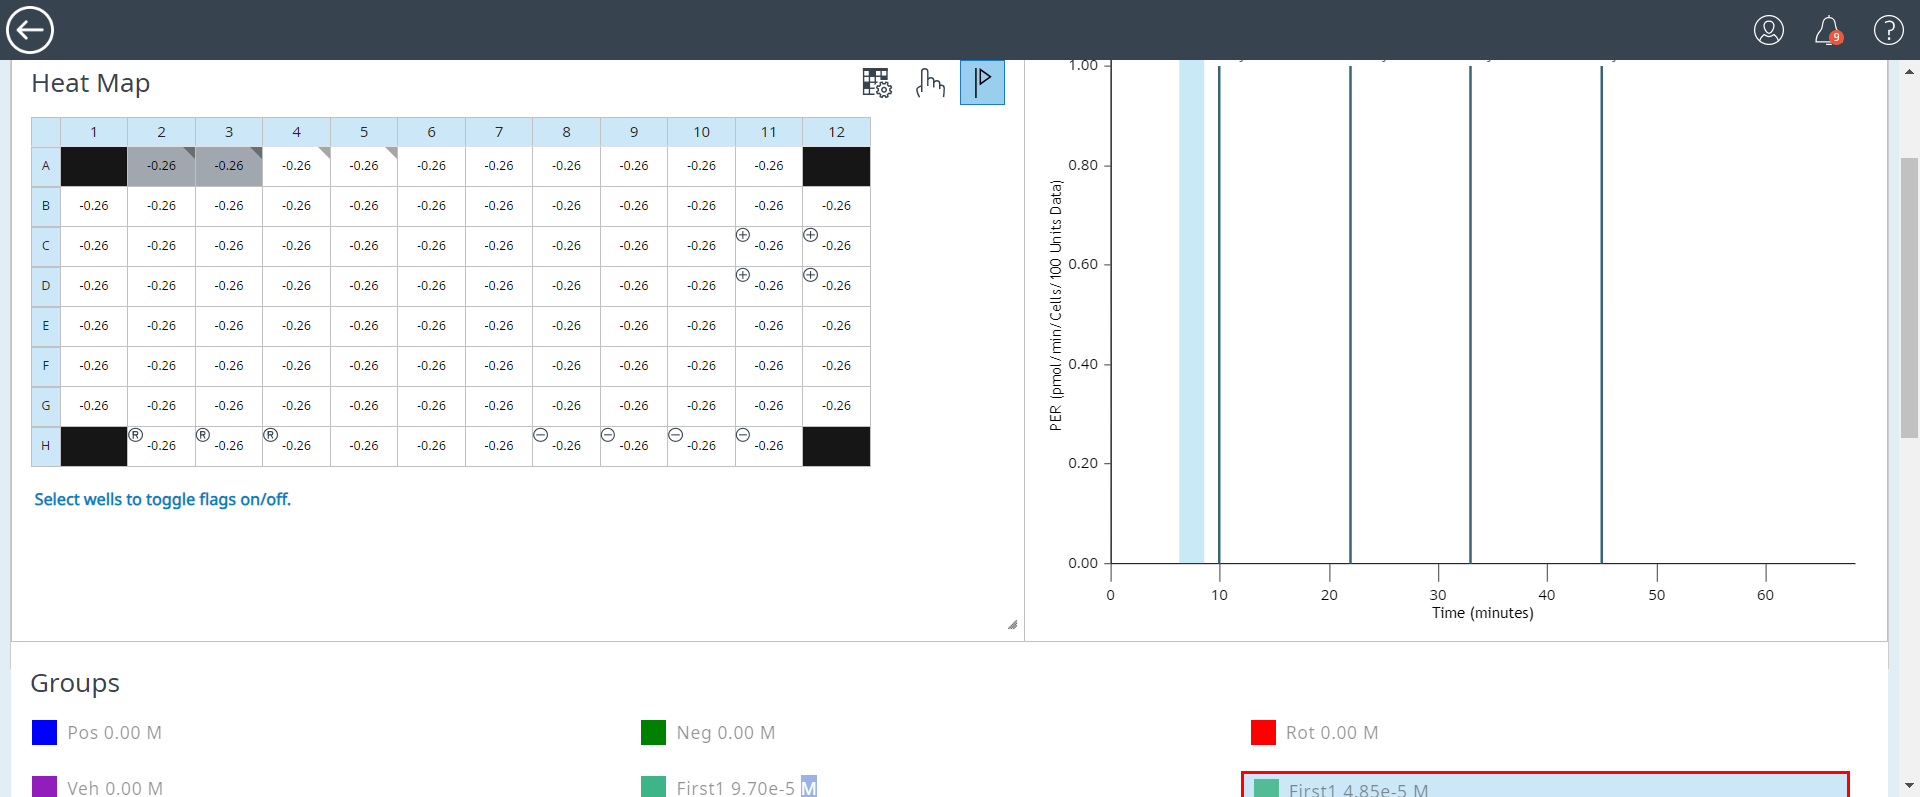 9
?
Heat Map
1 2 3 4 5 6 7 8 9 10 11 12
A -0.26 -0.26 -0.26 -0.26 -0.26 -0.26 -0.26 -0.26 -0.26 -0.26
B -0.26 -0.26 -0.26 -0.26 -0.26 -0.26 -0.26 -0.26 -0.26 -0.26 -0.26 -0.26
C -0.26 -0.26 -0.26 -0.26 -0.26 -0.26 -0.26 -0.26 -0.26 -0.26 + -0.26 + -0.26
D -0.26 -0.26 -0.26 -0.26 -0.26 -0.26 -0.26 -0.26 -0.26 -0.26 + -0.26 + -0.26
E -0.26 -0.26 -0.26 -0.26 -0.26 -0.26 -0.26 -0.26 -0.26 -0.26 -0.26 -0.26
F -0.26 -0.26 -0.26 -0.26 -0.26 -0.26 -0.26 -0.26 -0.26 -0.26 -0.26 -0.26
G -0.26 -0.26 -0.26 -0.26 -0.26 -0.26 -0.26 -0.26 -0.26 -0.26 -0.26 -0.26
H R -0.26 R -0.26 R -0.26 -0.26 -0.26 -0.26 − -0.26 − -0.26 − -0.26 − -0.26
Select wells to toggle flags on/off.
PER (pmol/min/Cells/100 Units Data)
1.00
0.80
0.60
0.40
0.20
0.00
0 10 20 30 40 50 60
Time (minutes)
Groups
Pos 0.00 M
Neg 0.00 M
Rot 0.00 M
Veh 0.00 M
First1 9.70e-5 M
First1 4.85e-5 M